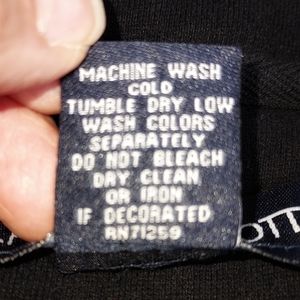 MACHINE WASH
COLD
TUMBLE DRY LOW
WASH COLORS
SEPARATELY
DO NOT BLEACH
DRY CLEAN
OR IRON
IF DECORATED
RN71259
OTT